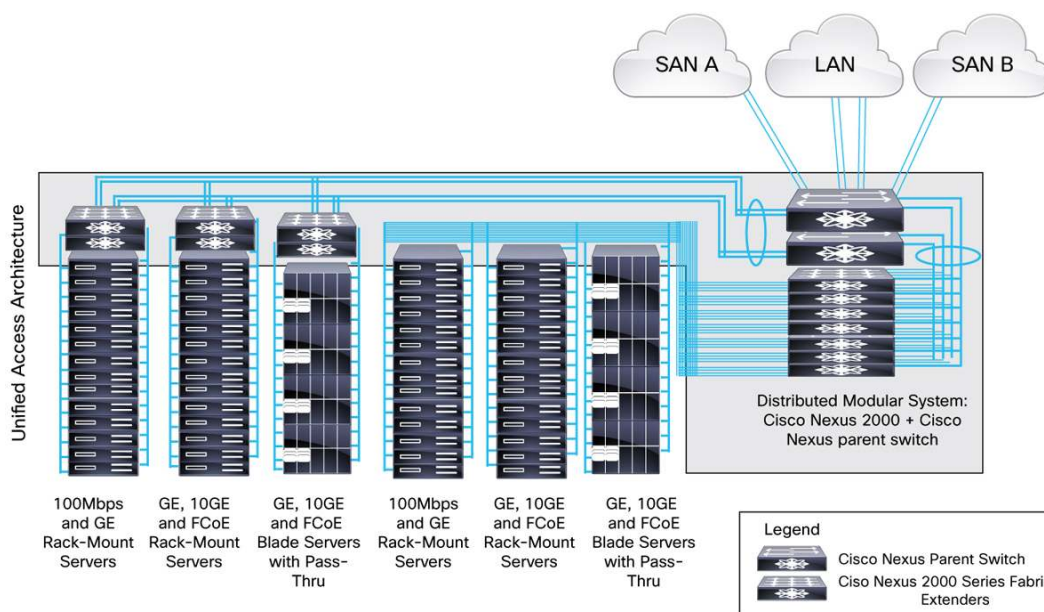 SAN A
LAN
SAN B
Unified Access Architecture
Distributed Modular System:
Cisco Nexus 2000 + Cisco
Nexus parent switch
100Mbps
and GE
Rack-Mount
Servers
GE, 10GE
and FCoE
Rack-Mount
Servers
GE, 10GE
and FCoE
Blade Servers
with Pass-
Thru
100Mbps
and GE
Rack-Mount
Servers
GE, 10GE
and FCoE
Rack-Mount
Servers
GE, 10GE
and FCoE
Blade Servers
with Pass-
Thru
Legend
Cisco Nexus Parent Switch
Ciso Nexus 2000 Series Fabri
Extenders